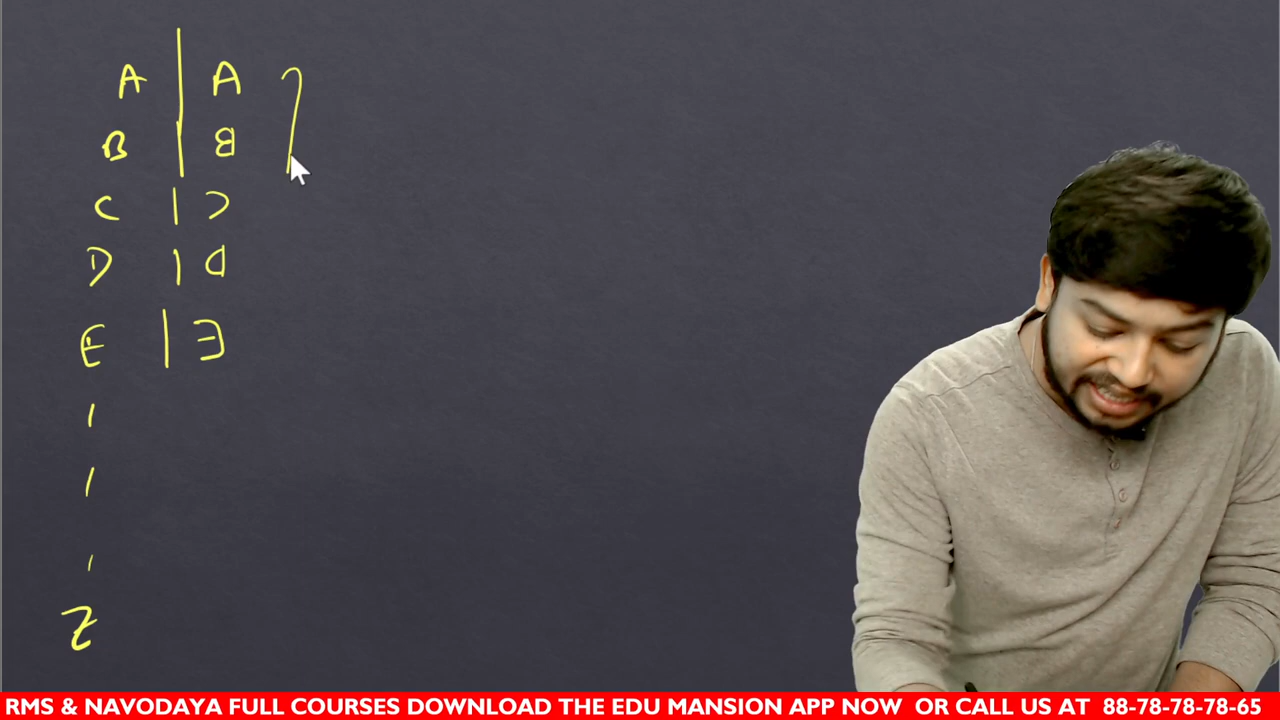 A | A
B | 8
C | Ɔ
D | ᗡ
E | Ǝ
Z
RMS & NAVODAYA FULL COURSES DOWNLOAD THE EDU MANSION APP NOW OR CALL US AT 88-78-78-78-65